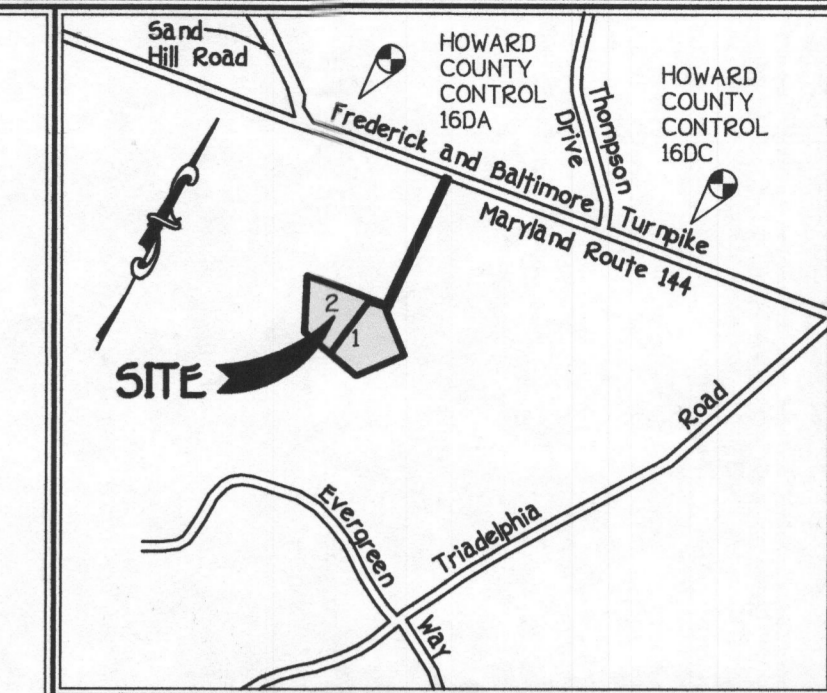 Sand
Hill Road
HOWARD
COUNTY
CONTROL
16DA
HOWARD
COUNTY
CONTROL
16DC
Thompson
Drive
Frederick and Baltimore Turnpike
Maryland Route 144
2
1
SITE
Road
Triadelphia
Evergreen
Way